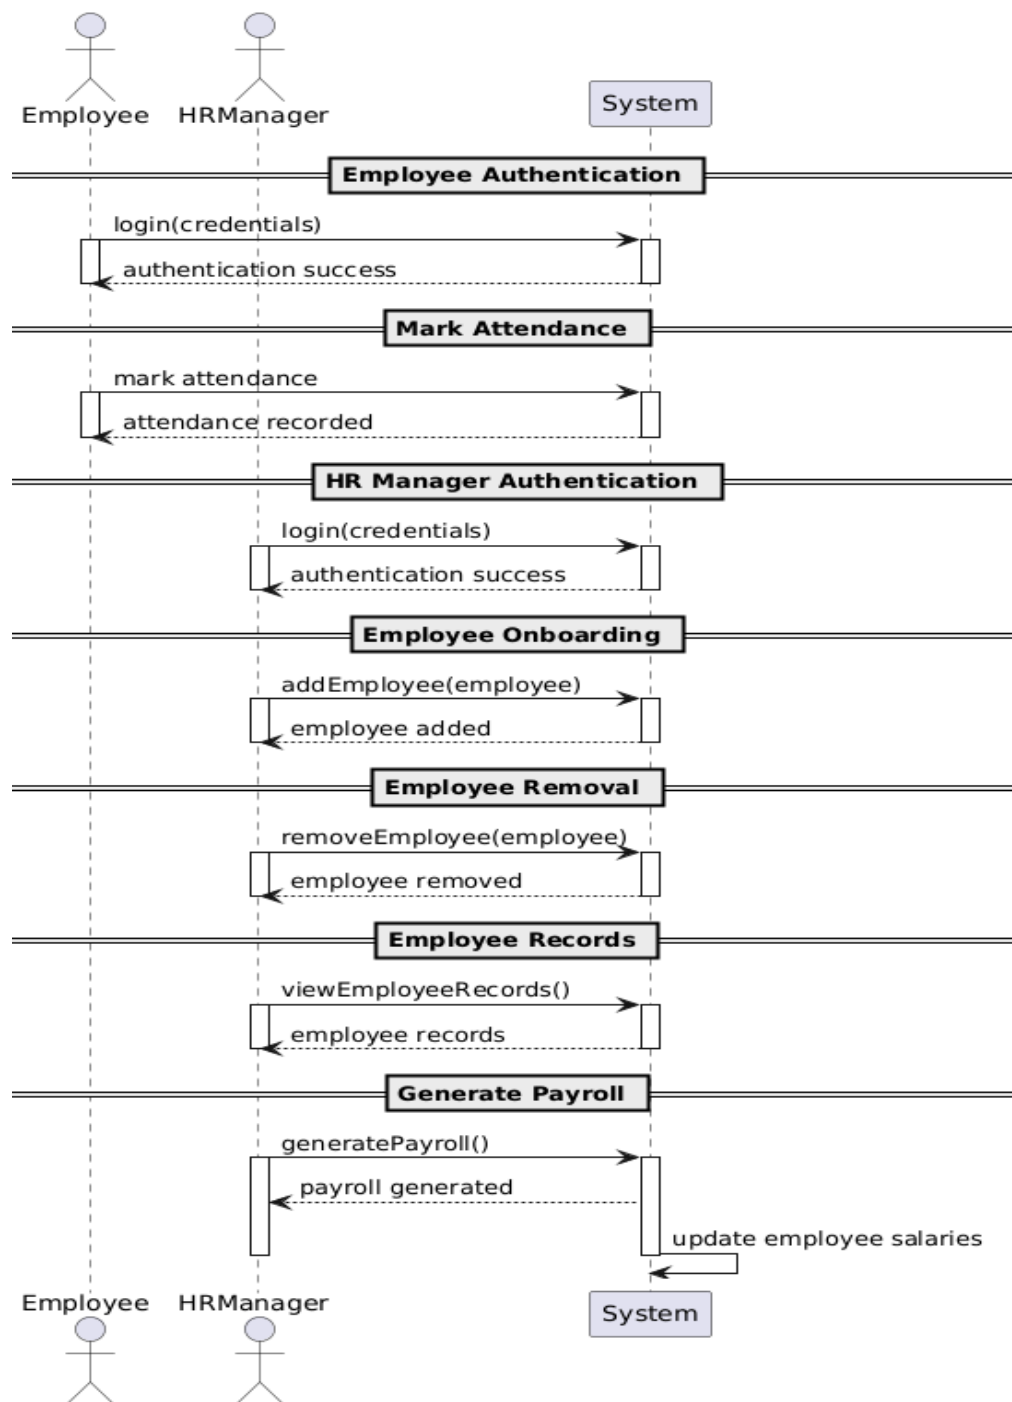 Employee HRManager System
Employee Authentication
login(credentials)
authentication success
Mark Attendance
mark attendance
attendance recorded
HR Manager Authentication
login(credentials)
authentication success
Employee Onboarding
addEmployee(employee)
employee added
Employee Removal
removeEmployee(employee)
employee removed
Employee Records
viewEmployeeRecords()
employee records
Generate Payroll
generatePayroll()
payroll generated
update employee salaries
Employee HRManager System